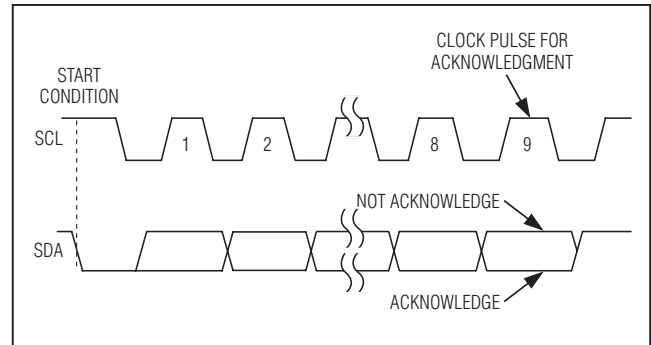 CLOCK PULSE FOR
ACKNOWLEDGMENT
START
CONDITION
SCL
1
2
8
9
NOT ACKNOWLEDGE
SDA
ACKNOWLEDGE